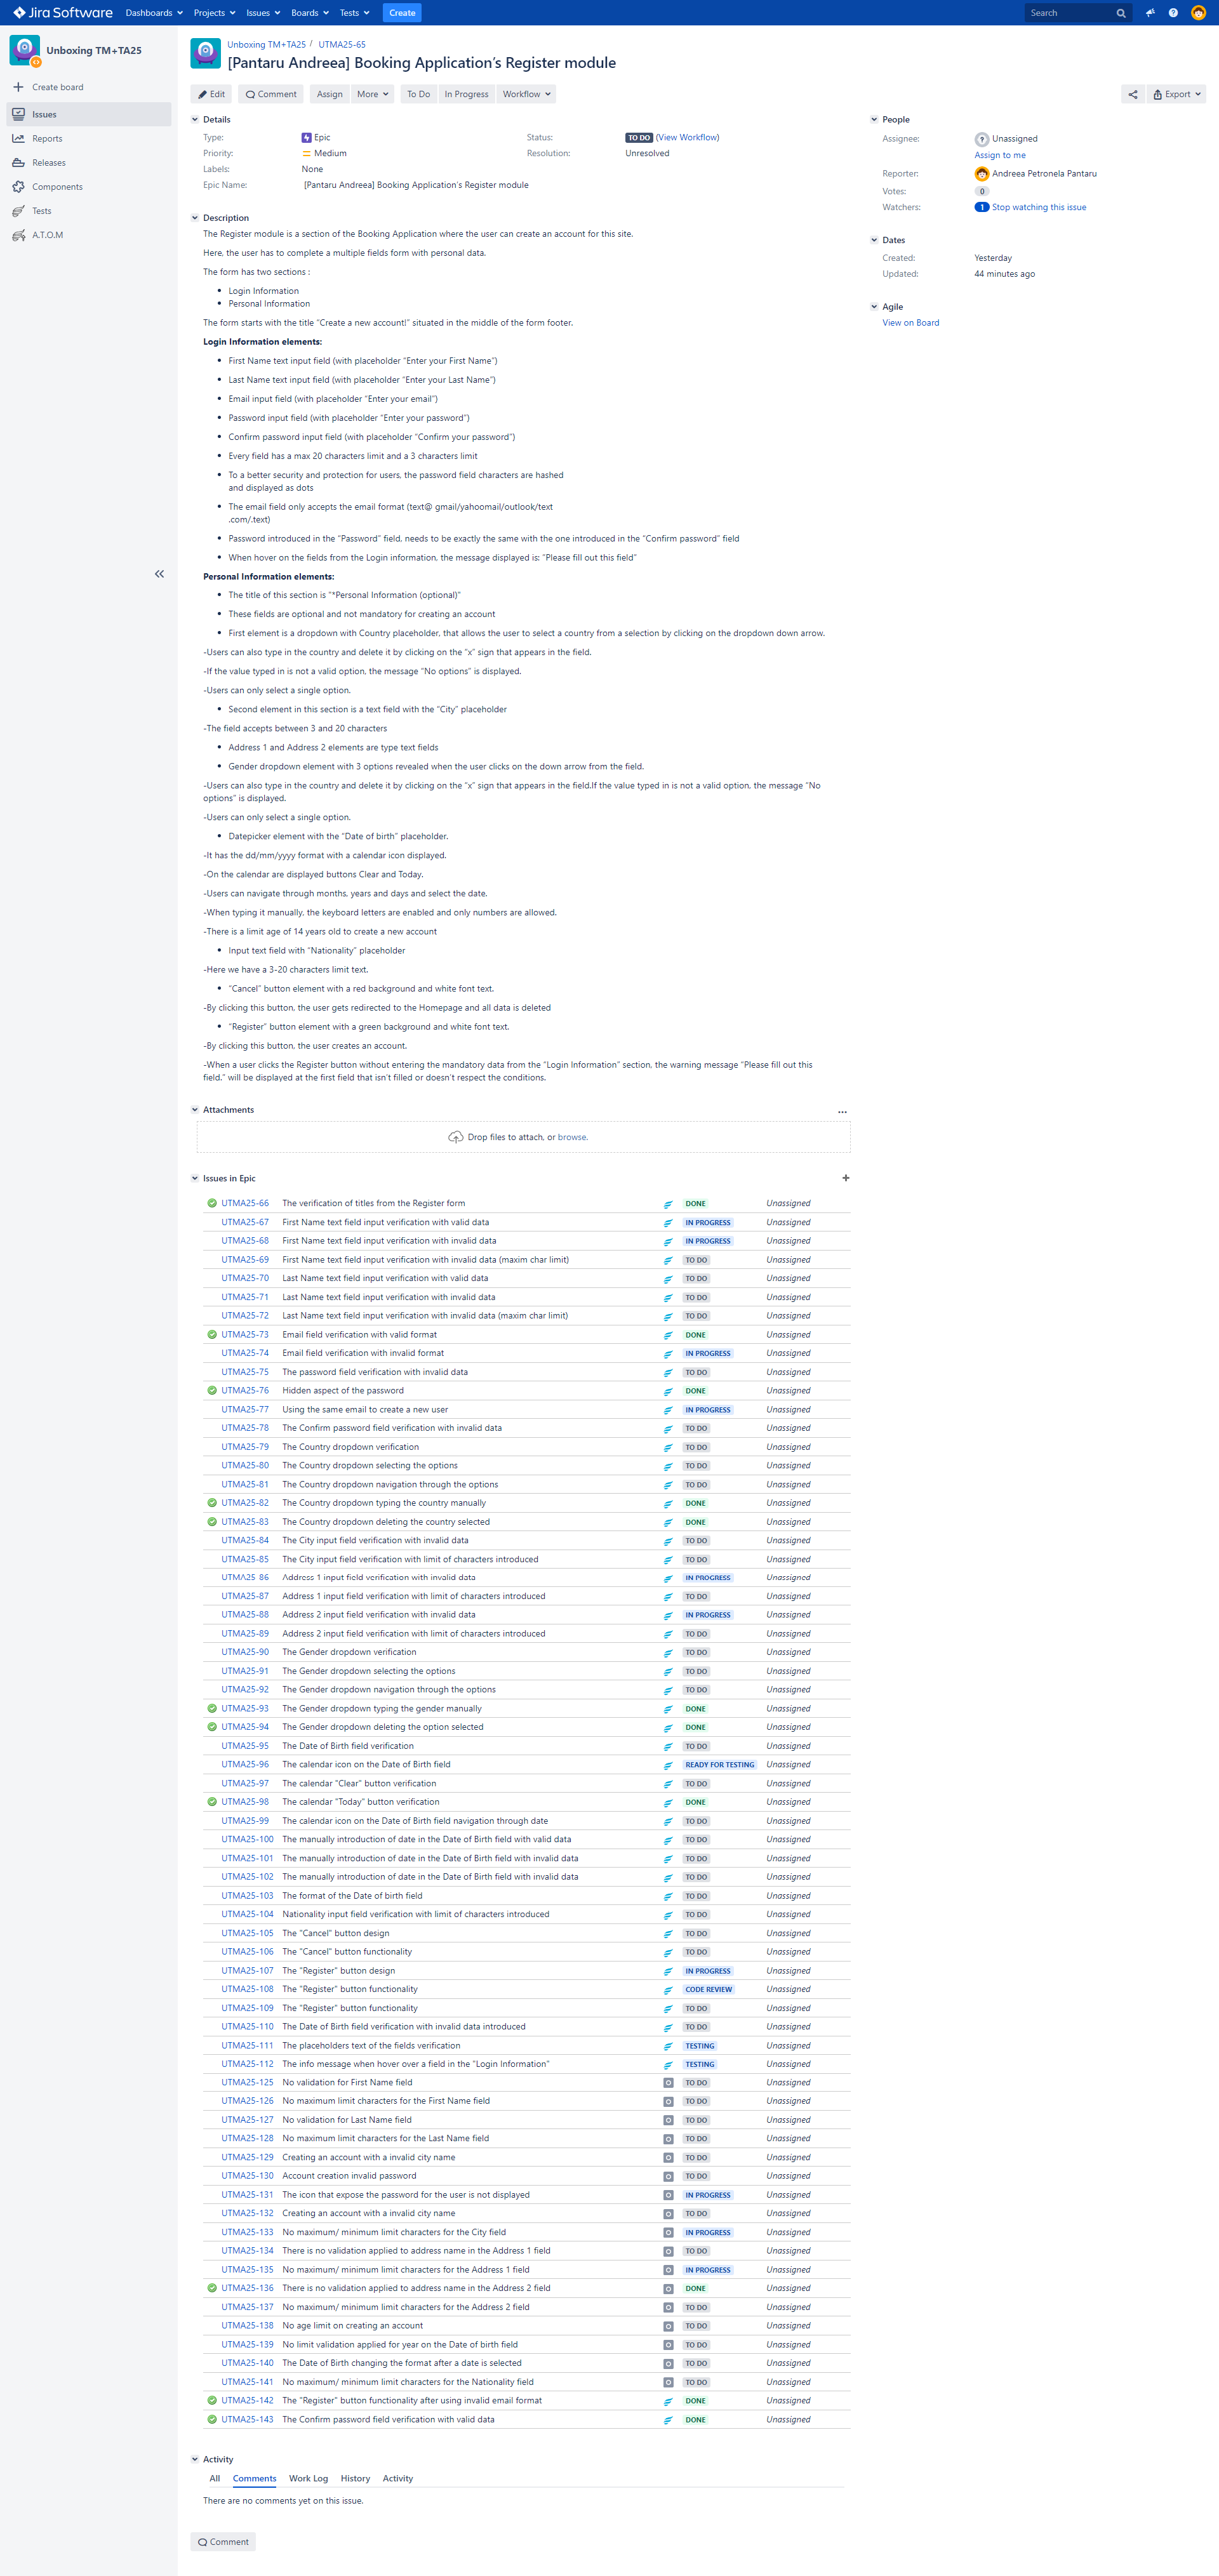 Jira Software Dashboards Projects Issues Boards Tests Create Search
Unboxing TM+TA25
Create board
Issues
Reports
Releases
Components
Tests
A.T.O.M
Unboxing TM+TA25 / UTMA25-65
[Pantaru Andreea] Booking Application’s Register module
Edit Comment Assign More To Do In Progress Workflow Export
Details
Type: Epic Status: TO DO (View Workflow)
Priority: Medium Resolution: Unresolved
Labels: None
Epic Name: [Pantaru Andreea] Booking Application’s Register module
Description
The Register module is a section of the Booking Application where the user can create an account for this site.
Here, the user has to complete a multiple fields form with personal data.
The form has two sections :
Login Information
Personal Information
The form starts with the title “Create a new account!” situated in the middle of the form footer.
Login Information elements:
First Name text input field (with placeholder “Enter your First Name”)
Last Name text input field (with placeholder “Enter your Last Name”)
Email input field (with placeholder “Enter your email”)
Password input field (with placeholder “Enter your password”)
Confirm password input field (with placeholder “Confirm your password”)
Every field has a max 20 characters limit and a 3 characters limit
To a better security and protection for users, the password field characters are hashed
and displayed as dots
The email field only accepts the email format (text@ gmail/yahoomail/outlook/text
.com/.text)
Password introduced in the “Password” field, needs to be exactly the same with the one introduced in the “Confirm password” field
When hover on the fields from the Login information, the message displayed is: “Please fill out this field”
Personal Information elements:
The title of this section is "*Personal Information (optional)"
These fields are optional and not mandatory for creating an account
First element is a dropdown with Country placeholder, that allows the user to select a country from a selection by clicking on the dropdown down arrow.
-Users can also type in the country and delete it by clicking on the “x” sign that appears in the field.
-If the value typed in is not a valid option, the message “No options” is displayed.
-Users can only select a single option.
Second element in this section is a text field with the “City” placeholder
-The field accepts between 3 and 20 characters
Address 1 and Address 2 elements are type text fields
Gender dropdown element with 3 options revealed when the user clicks on the down arrow from the field.
-Users can also type in the country and delete it by clicking on the “x” sign that appears in the field.If the value typed in is not a valid option, the message “No
options” is displayed.
-Users can only select a single option.
Datepicker element with the “Date of birth” placeholder.
-It has the dd/mm/yyyy format with a calendar icon displayed.
-On the calendar are displayed buttons Clear and Today.
-Users can navigate through months, years and days and select the date.
-When typing it manually, the keyboard letters are enabled and only numbers are allowed.
-There is a limit age of 14 years old to create a new account
Input text field with “Nationality” placeholder
-Here we have a 3-20 characters limit text.
“Cancel” button element with a red background and white font text.
-By clicking this button, the user gets redirected to the Homepage and all data is deleted
“Register” button element with a green background and white font text.
-By clicking this button, the user creates an account.
-When a user clicks the Register button without entering the mandatory data from the “Login Information” section, the warning message “Please fill out this
field.” will be displayed at the first field that isn’t filled or doesn’t respect the conditions.
Attachments
Drop files to attach, or browse.
Issues in Epic
UTMA25-66 The verification of titles from the Register form DONE Unassigned
UTMA25-67 First Name text field input verification with valid data IN PROGRESS Unassigned
UTMA25-68 First Name text field input verification with invalid data IN PROGRESS Unassigned
UTMA25-69 First Name text field input verification with invalid data (maxim char limit) TO DO Unassigned
UTMA25-70 Last Name text field input verification with valid data TO DO Unassigned
UTMA25-71 Last Name text field input verification with invalid data TO DO Unassigned
UTMA25-72 Last Name text field input verification with invalid data (maxim char limit) TO DO Unassigned
UTMA25-73 Email field verification with valid format DONE Unassigned
UTMA25-74 Email field verification with invalid format IN PROGRESS Unassigned
UTMA25-75 The password field verification with invalid data TO DO Unassigned
UTMA25-76 Hidden aspect of the password DONE Unassigned
UTMA25-77 Using the same email to create a new user IN PROGRESS Unassigned
UTMA25-78 The Confirm password field verification with invalid data TO DO Unassigned
UTMA25-79 The Country dropdown verification TO DO Unassigned
UTMA25-80 The Country dropdown selecting the options TO DO Unassigned
UTMA25-81 The Country dropdown navigation through the options TO DO Unassigned
UTMA25-82 The Country dropdown typing the country manually DONE Unassigned
UTMA25-83 The Country dropdown deleting the country selected DONE Unassigned
UTMA25-84 The City input field verification with invalid data TO DO Unassigned
UTMA25-85 The City input field verification with limit of characters introduced TO DO Unassigned
UTMA25-86 Address 1 input field verification with invalid data IN PROGRESS Unassigned
UTMA25-87 Address 1 input field verification with limit of characters introduced TO DO Unassigned
UTMA25-88 Address 2 input field verification with invalid data IN PROGRESS Unassigned
UTMA25-89 Address 2 input field verification with limit of characters introduced TO DO Unassigned
UTMA25-90 The Gender dropdown verification TO DO Unassigned
UTMA25-91 The Gender dropdown selecting the options TO DO Unassigned
UTMA25-92 The Gender dropdown navigation through the options TO DO Unassigned
UTMA25-93 The Gender dropdown typing the gender manually DONE Unassigned
UTMA25-94 The Gender dropdown deleting the option selected DONE Unassigned
UTMA25-95 The Date of Birth field verification TO DO Unassigned
UTMA25-96 The calendar icon on the Date of Birth field READY FOR TESTING Unassigned
UTMA25-97 The calendar "Clear" button verification TO DO Unassigned
UTMA25-98 The calendar "Today" button verification DONE Unassigned
UTMA25-99 The calendar icon on the Date of Birth field navigation through date TO DO Unassigned
UTMA25-100 The manually introduction of date in the Date of Birth field with valid data TO DO Unassigned
UTMA25-101 The manually introduction of date in the Date of Birth field with invalid data TO DO Unassigned
UTMA25-102 The manually introduction of date in the Date of Birth field with invalid data TO DO Unassigned
UTMA25-103 The format of the Date of birth field TO DO Unassigned
UTMA25-104 Nationality input field verification with limit of characters introduced TO DO Unassigned
UTMA25-105 The "Cancel" button design TO DO Unassigned
UTMA25-106 The "Cancel" button functionality TO DO Unassigned
UTMA25-107 The "Register" button design IN PROGRESS Unassigned
UTMA25-108 The "Register" button functionality CODE REVIEW Unassigned
UTMA25-109 The "Register" button functionality TO DO Unassigned
UTMA25-110 The Date of Birth field verification with invalid data introduced TO DO Unassigned
UTMA25-111 The placeholders text of the fields verification TESTING Unassigned
UTMA25-112 The info message when hover over a field in the "Login Information" TESTING Unassigned
UTMA25-125 No validation for First Name field TO DO Unassigned
UTMA25-126 No maximum limit characters for the First Name field TO DO Unassigned
UTMA25-127 No validation for Last Name field TO DO Unassigned
UTMA25-128 No maximum limit characters for the Last Name field TO DO Unassigned
UTMA25-129 Creating an account with a invalid city name TO DO Unassigned
UTMA25-130 Account creation invalid password TO DO Unassigned
UTMA25-131 The icon that expose the password for the user is not displayed IN PROGRESS Unassigned
UTMA25-132 Creating an account with a invalid city name TO DO Unassigned
UTMA25-133 No maximum/ minimum limit characters for the City field IN PROGRESS Unassigned
UTMA25-134 There is no validation applied to address name in the Address 1 field TO DO Unassigned
UTMA25-135 No maximum/ minimum limit characters for the Address 1 field IN PROGRESS Unassigned
UTMA25-136 There is no validation applied to address name in the Address 2 field DONE Unassigned
UTMA25-137 No maximum/ minimum limit characters for the Address 2 field TO DO Unassigned
UTMA25-138 No age limit on creating an account TO DO Unassigned
UTMA25-139 No limit validation applied for year on the Date of birth field TO DO Unassigned
UTMA25-140 The Date of Birth changing the format after a date is selected TO DO Unassigned
UTMA25-141 No maximum/ minimum limit characters for the Nationality field TO DO Unassigned
UTMA25-142 The "Register" button functionality after using invalid email format DONE Unassigned
UTMA25-143 The Confirm password field verification with valid data DONE Unassigned
Activity
All Comments Work Log History Activity
There are no comments yet on this issue.
Comment
People
Assignee: Unassigned
Assign to me
Reporter: Andreea Petronela Pantaru
Votes: 0
Watchers: 1 Stop watching this issue
Dates
Created: Yesterday
Updated: 44 minutes ago
Agile
View on Board